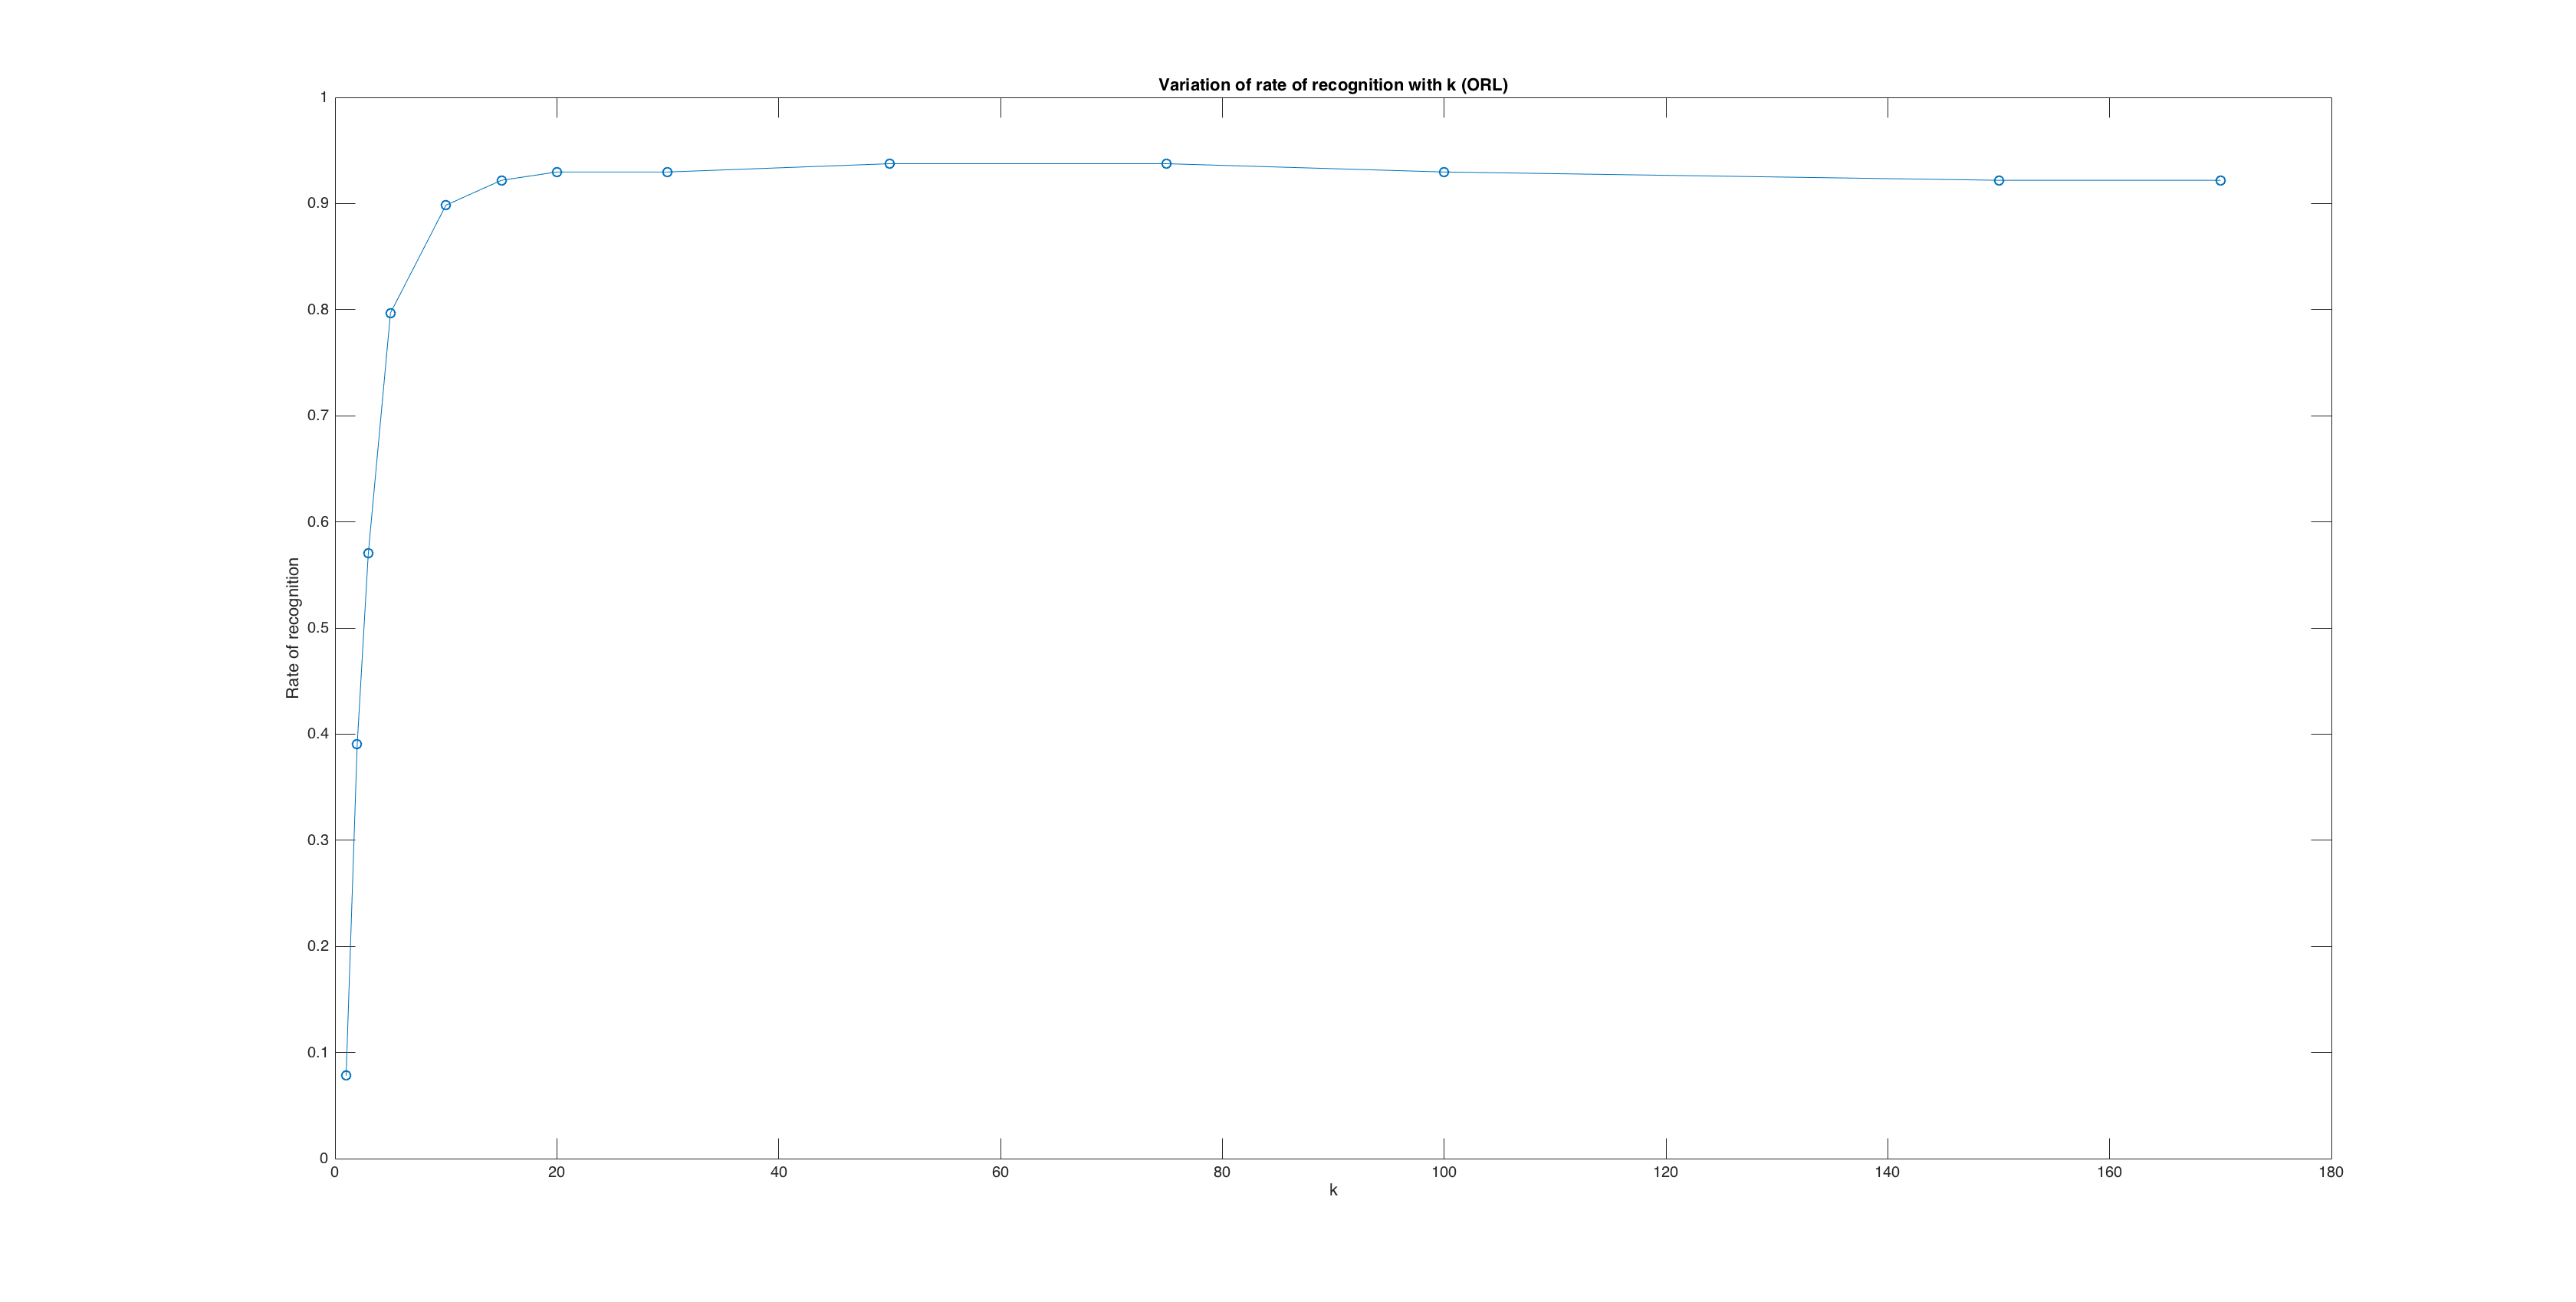 Variation of rate of recognition with k (ORL)
1
0.9
0.8
0.7
0.6
0.5
0.4
0.3
0.2
0.1
0
Rate of recognition
0 20 40 60 80 100 120 140 160 180
k